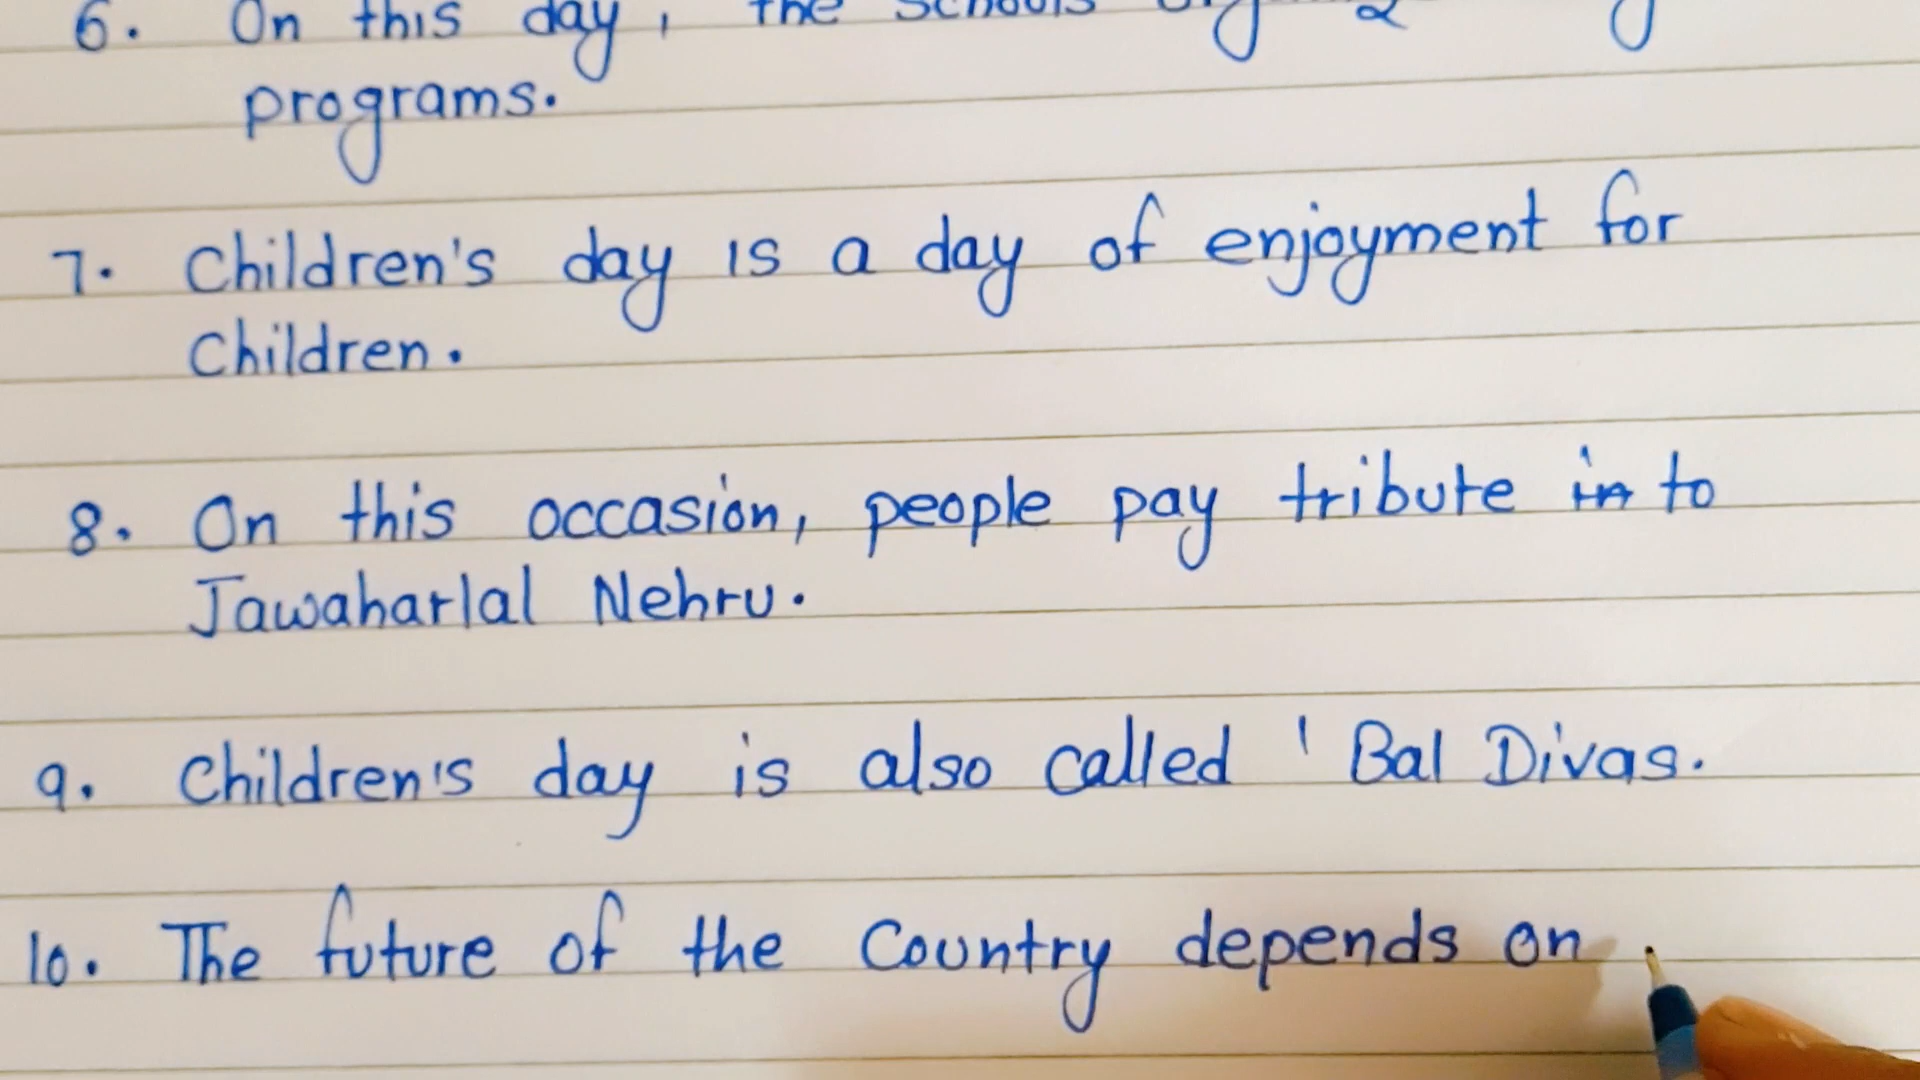 6. On this day, the schools
programs.
7. Children's day is a day of enjoyment for
Children.
8. On this occasion, people pay tribute in to
Jawaharlal Nehru.
9. Children's day is also called ' Bal Divas.
10. The future of the Country depends on